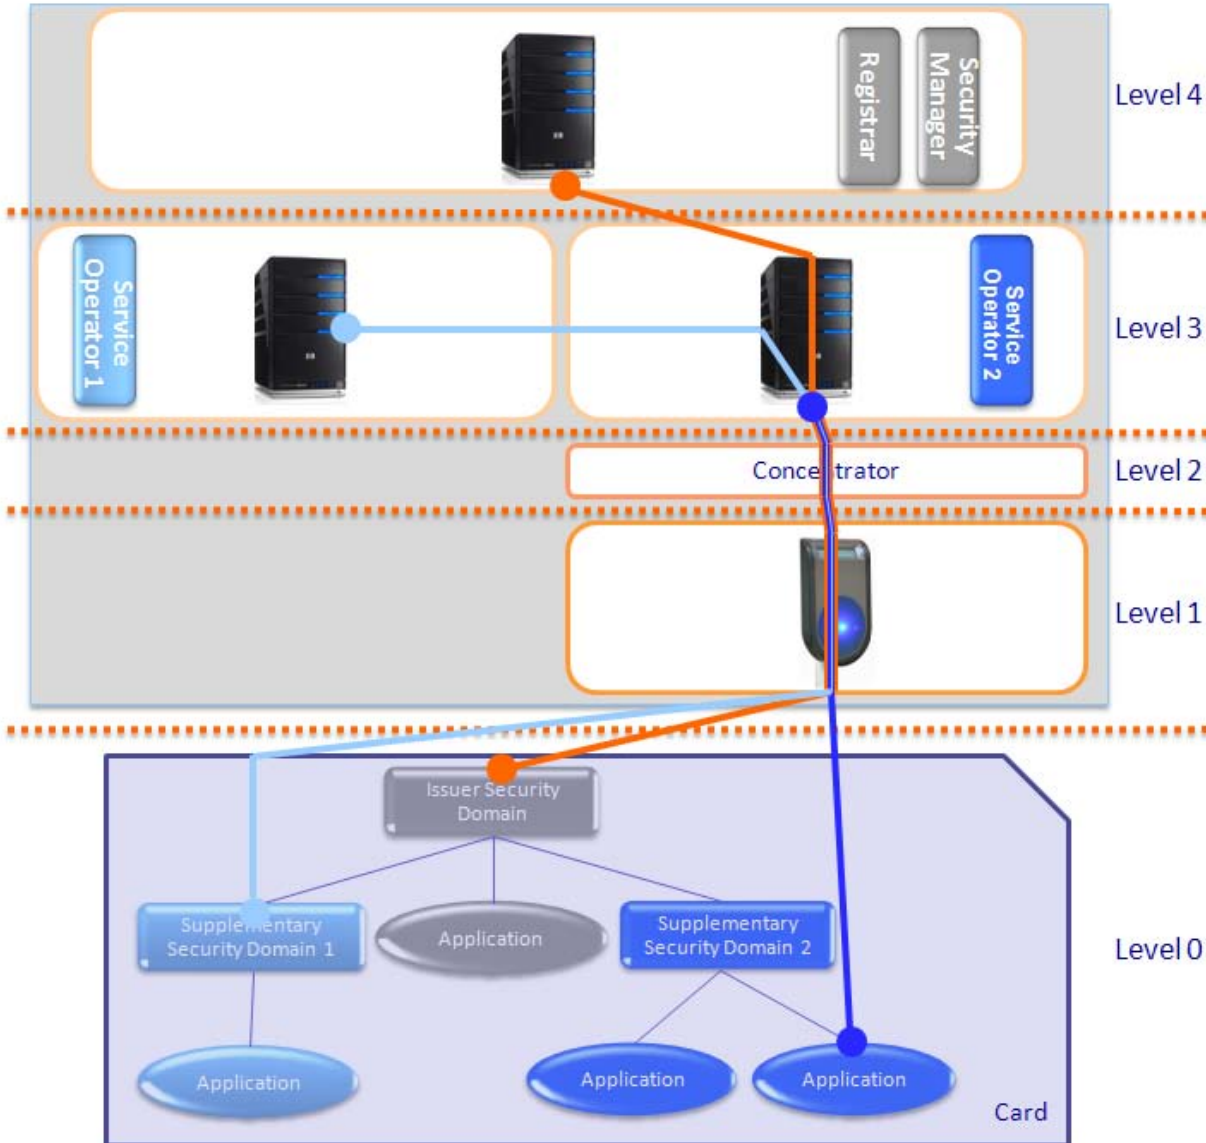 Registrar
Security
Manager
Level 4
Service
Operator 1
Service
Operator 2
Level 3
Concentrator
Level 2
Level 1
Issuer Security
Domain
Supplementary
Security Domain 1
Application
Supplementary
Security Domain 2
Level 0
Application
Application
Application
Card